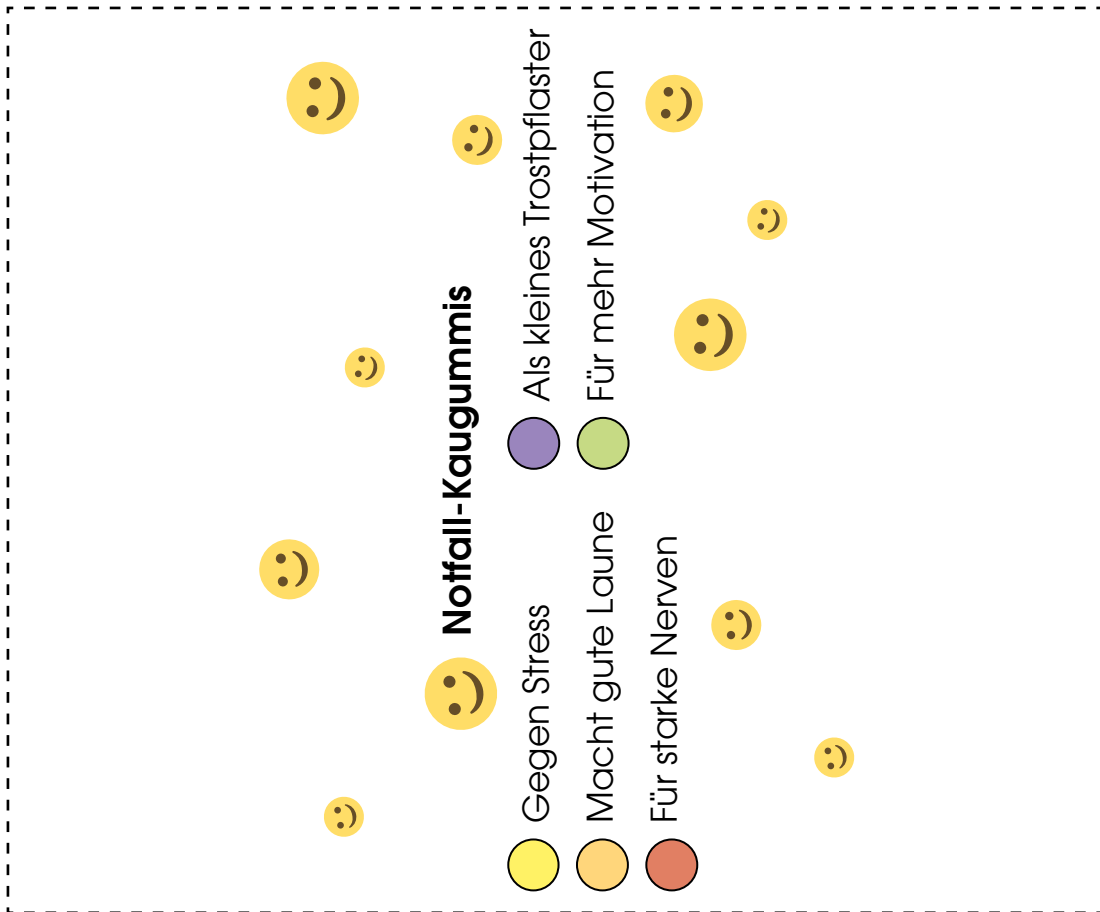 Notfall-Kaugummis
Gegen Stress
Macht gute Laune
Für starke Nerven
Als kleines Trostpflaster
Für mehr Motivation